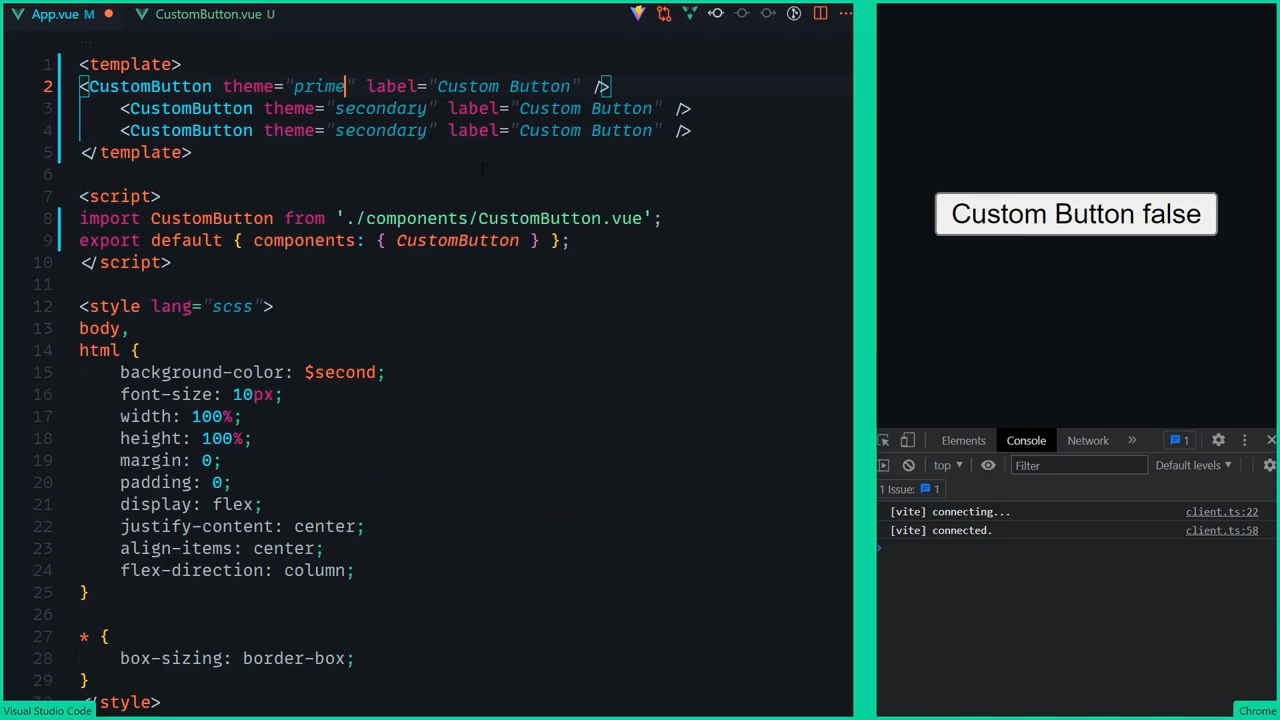 App.vue M
CustomButton.vue U
1 <template>
2 <CustomButton theme="prime" label="Custom Button" />
3 <CustomButton theme="secondary" label="Custom Button" />
4 <CustomButton theme="secondary" label="Custom Button" />
5 </template>
6
7 <script>
8 import CustomButton from './components/CustomButton.vue';
9 export default { components: { CustomButton } };
10 </script>
11
12 <style lang="scss">
13 body,
14 html {
15 background-color: $second;
16 font-size: 10px;
17 width: 100%;
18 height: 100%;
19 margin: 0;
20 padding: 0;
21 display: flex;
22 justify-content: center;
23 align-items: center;
24 flex-direction: column;
25 }
26
27 * {
28 box-sizing: border-box;
29 }
</style>
Visual Studio Code
Custom Button false
Elements Console Network » 1
top Filter Default levels
1 Issue: 1
[vite] connecting... client.ts:22
[vite] connected. client.ts:58
Chrome